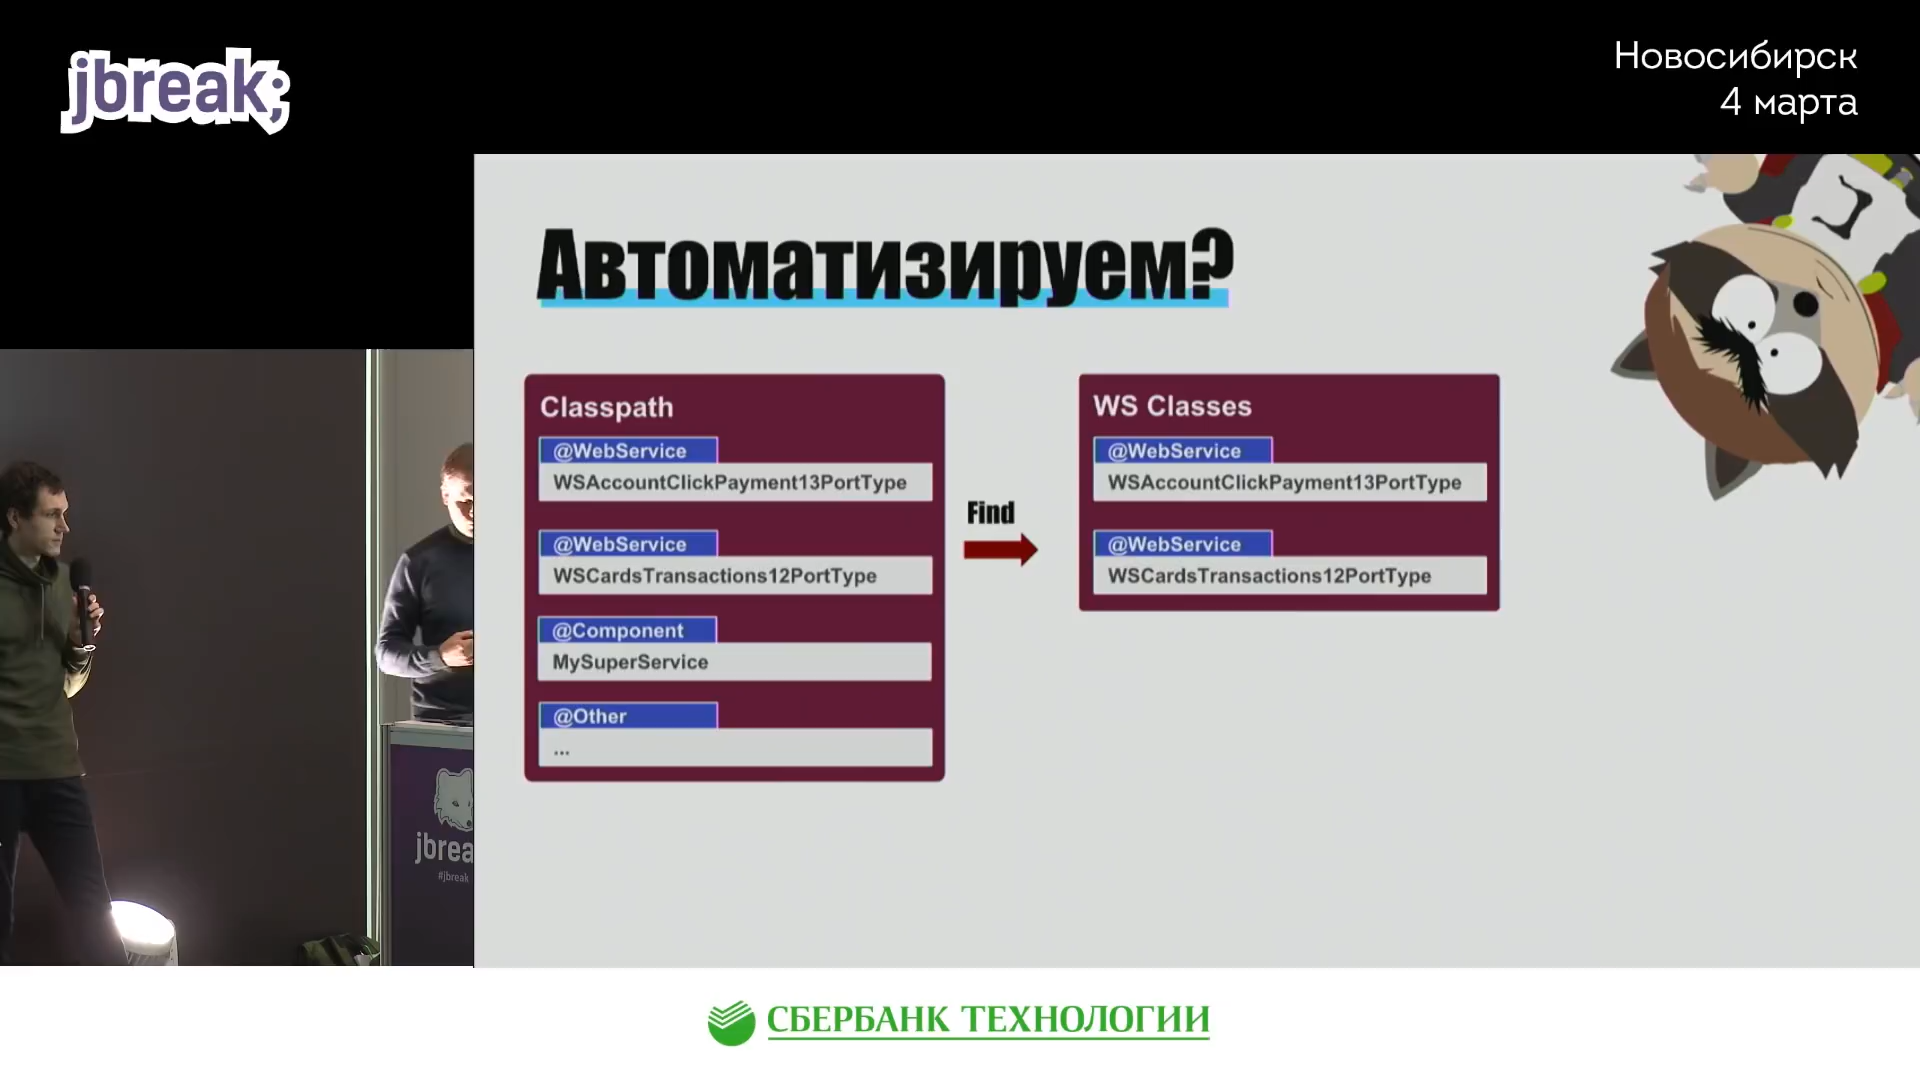 jbreak;
Новосибирск
4 марта
Автоматизируем?
Classpath
@WebService
WSAccountClickPayment13PortType
@WebService
WSCardsTransactions12PortType
@Component
MySuperService
@Other
...
Find
WS Classes
@WebService
WSAccountClickPayment13PortType
@WebService
WSCardsTransactions12PortType
jbrea
#jbreak
СБЕРБАНК ТЕХНОЛОГИИ